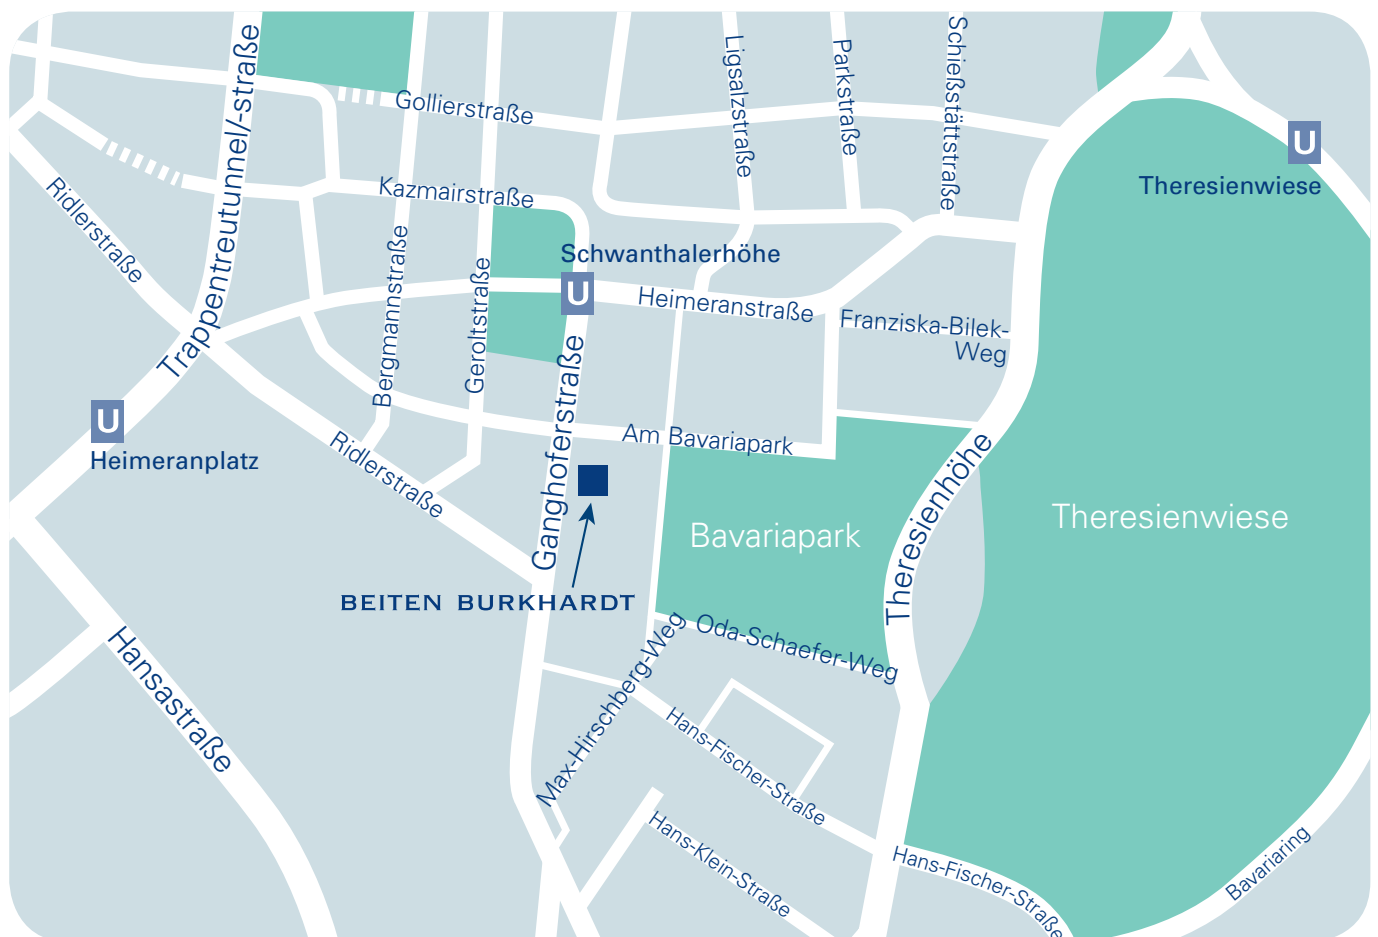 Trappentreutunnel/-straße
Gollierstraße
Ligsalzstraße
Parkstraße
Schießstättstraße
U
Theresienwiese
Ridlerstraße
Kazmairstraße
Bergmannstraße
Geroltstraße
Schwanthalerhöhe
U
Heimeranstraße
Franziska-Bilek-
Weg
U
Heimeranplatz
Ridlerstraße
Ganghoferstraße
Am Bavariapark
Bavariapark
Theresienhöhe
Theresienwiese
BEITEN BURKHARDT
Oda-Schaefer-Weg
Max-Hirschberg-Weg
Hansastraße
Hans-Fischer-Straße
Hans-Klein-Straße
Hans-Fischer-Straße
Bavariaring